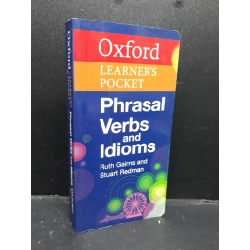 Oxford
LEARNER'S
POCKET
Phrasal
Verbs
and
Idioms
Ruth Gairns and
Stuart Redman